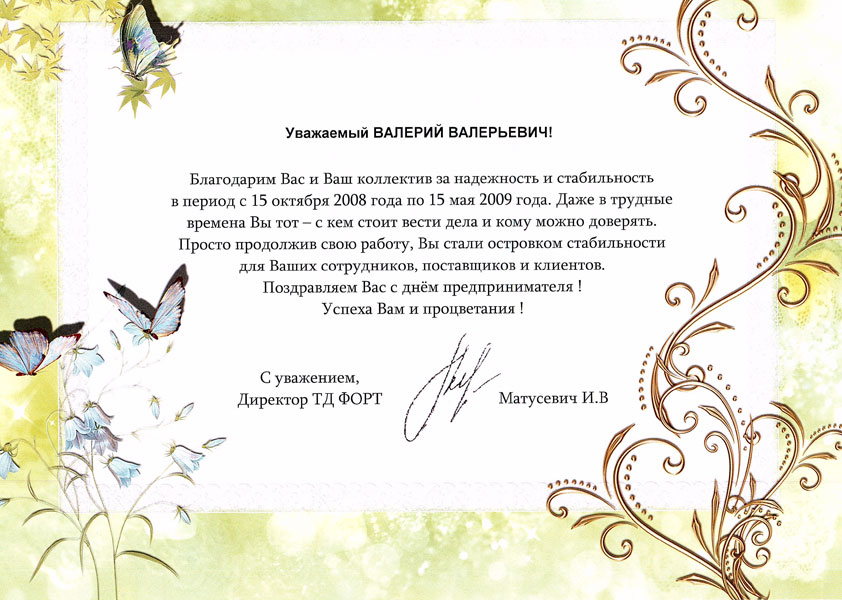 Уважаемый ВАЛЕРИЙ ВАЛЕРЬЕВИЧ!
Благодарим Вас и Ваш коллектив за надежность и стабильность
в период с 15 октября 2008 года по 15 мая 2009 года. Даже в трудные
времена Вы тот – с кем стоит вести дела и кому можно доверять.
Просто продолжив свою работу, Вы стали островком стабильности
для Ваших сотрудников, поставщиков и клиентов.
Поздравляем Вас с днём предпринимателя !
Успеха Вам и процветания !
С уважением,
Директор ТД ФОРТ Матусевич И.В